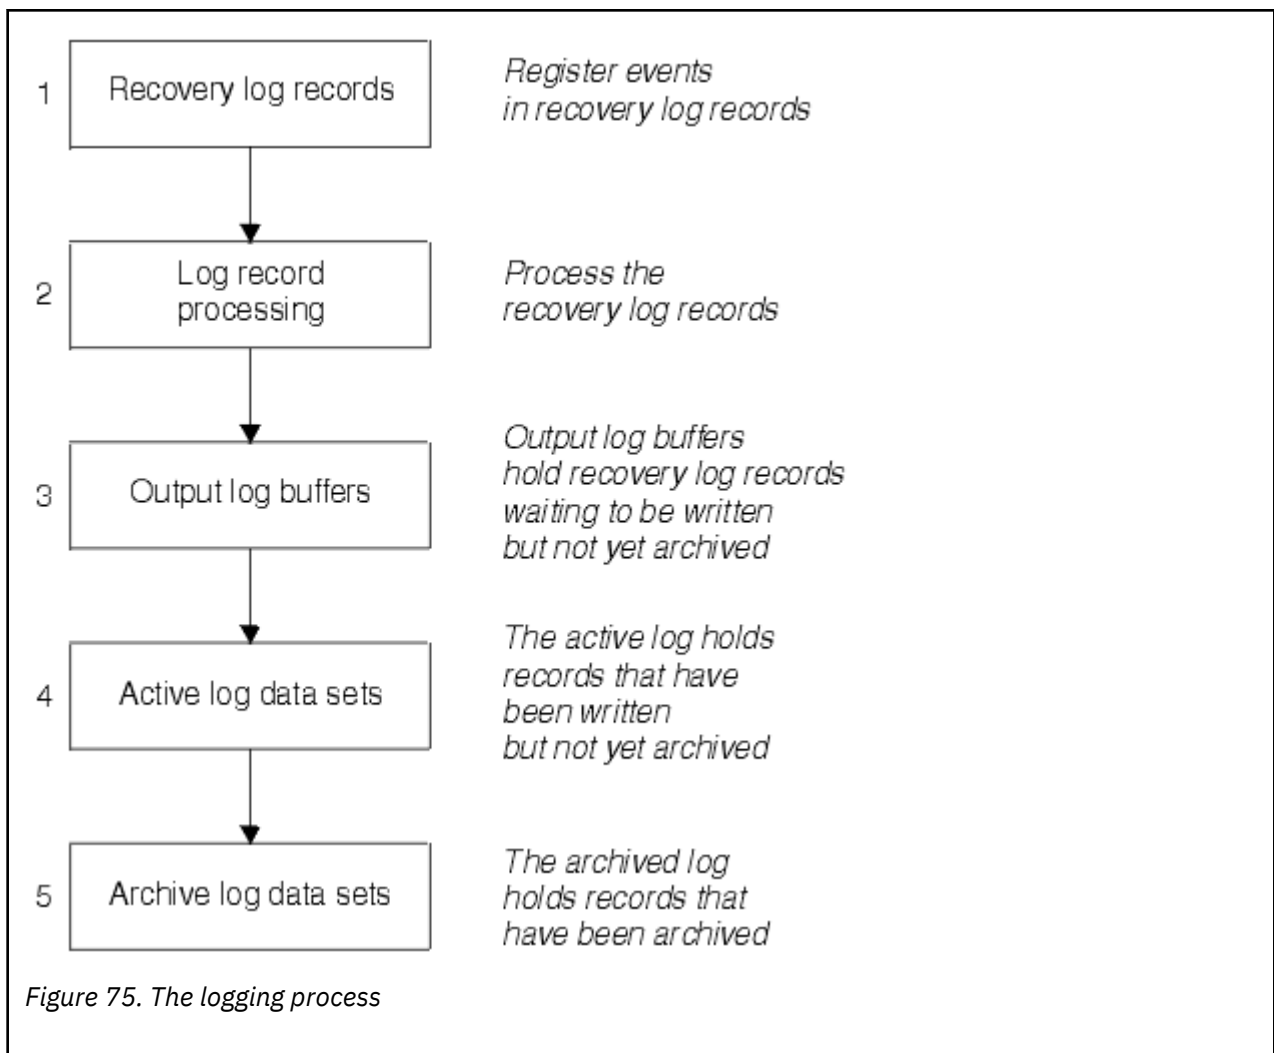 1
Recovery log records
Register events
in recovery log records
2
Log record
processing
Process the
recovery log records
3
Output log buffers
Output log buffers
hold recovery log records
waiting to be written
but not yet archived
4
Active log data sets
The active log holds
records that have
been written
but not yet archived
5
Archive log data sets
The archived log
holds records that
have been archived
Figure 75. The logging process